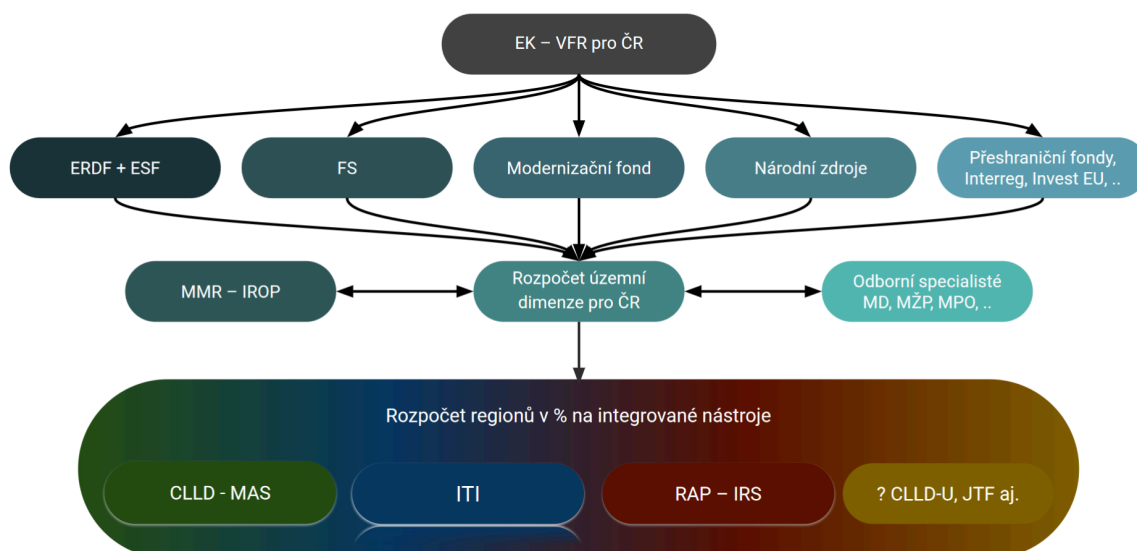 EK – VFR pro ČR
ERDF + ESF
FS
Modernizační fond
Národní zdroje
Přeshraniční fondy,
Interreg, Invest EU, ..
MMR – IROP
Rozpočet územní
dimenze pro ČR
Odborní specialisté
MD, MŽP, MPO, ..
Rozpočet regionů v % na integrované nástroje
CLLD - MAS
ITI
RAP – IRS
? CLLD-U, JTF aj.